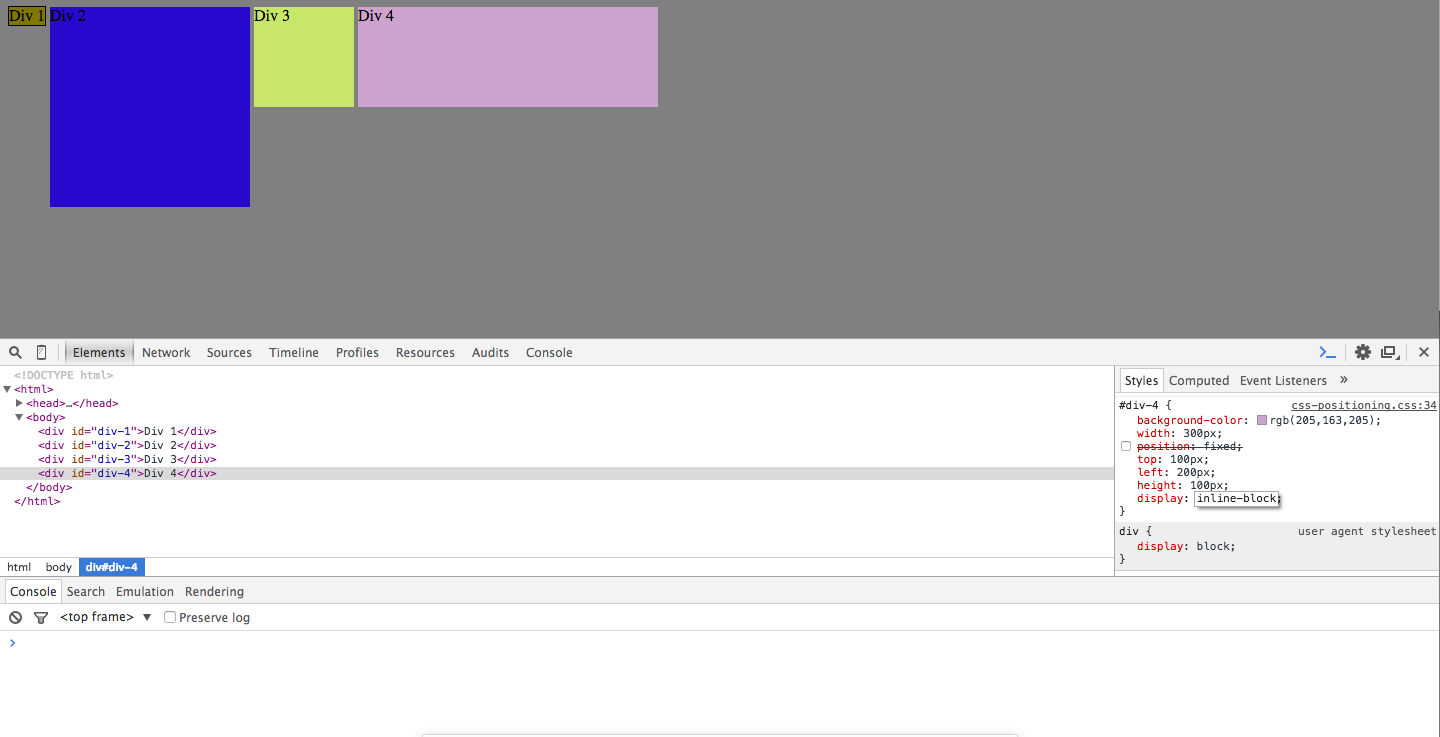 Div 1 Div 2 Div 3 Div 4
Elements Network Sources Timeline Profiles Resources Audits Console
<!DOCTYPE html>
<html>
<head>…</head>
<body>
<div id="div-1">Div 1</div>
<div id="div-2">Div 2</div>
<div id="div-3">Div 3</div>
<div id="div-4">Div 4</div>
</body>
</html>
html body div#div-4
Styles Computed Event Listeners »
#div-4 { css-positioning.css:34
background-color: rgb(205,163,205);
width: 300px;
position: fixed;
top: 100px;
left: 200px;
height: 100px;
display: inline-block;
}
div { user agent stylesheet
display: block;
}
Console Search Emulation Rendering
<top frame> ▼ Preserve log
>